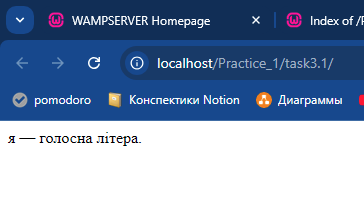 WAMPSERVER Homepage
Index of /
localhost/Practice_1/task3.1/
pomodoro
Конспекти Notion
Диаграммы
я — голосна літера.